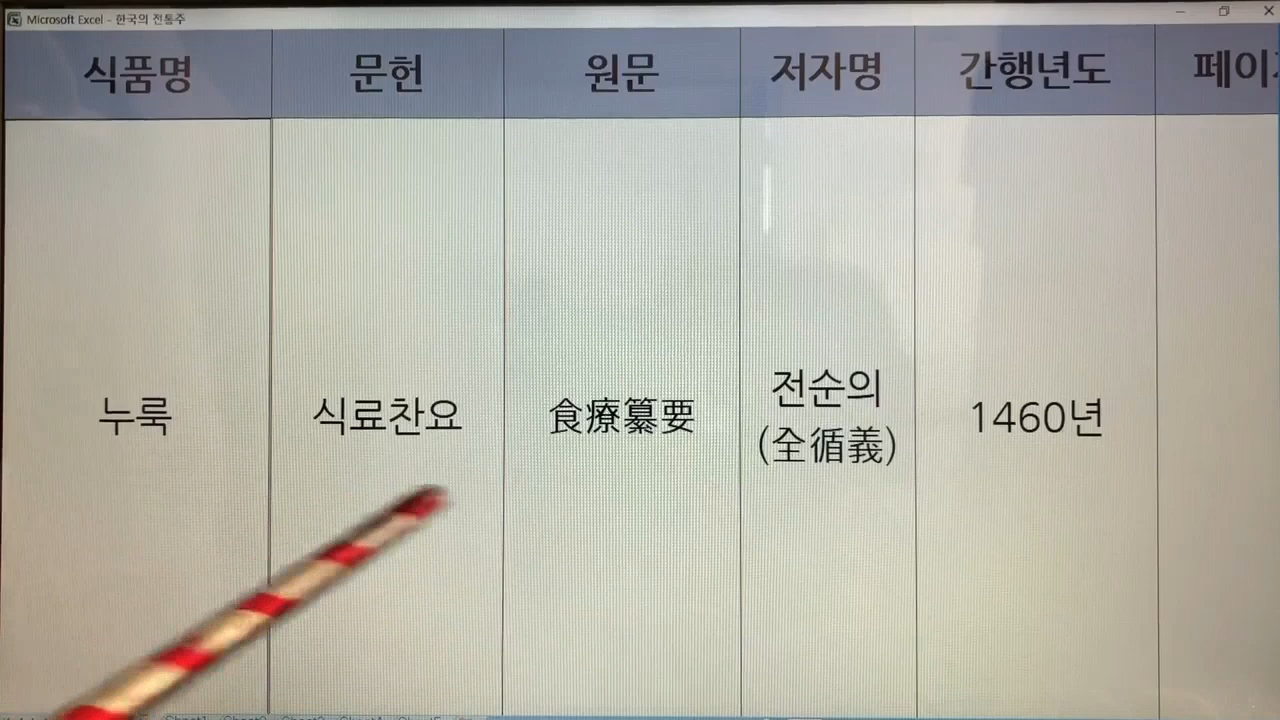 Microsoft Excel - 한국의 전통주
식품명 문헌 원문 저자명 간행년도 페이
누룩 식료찬요 食療纂要 전순의 (全循義) 1460년